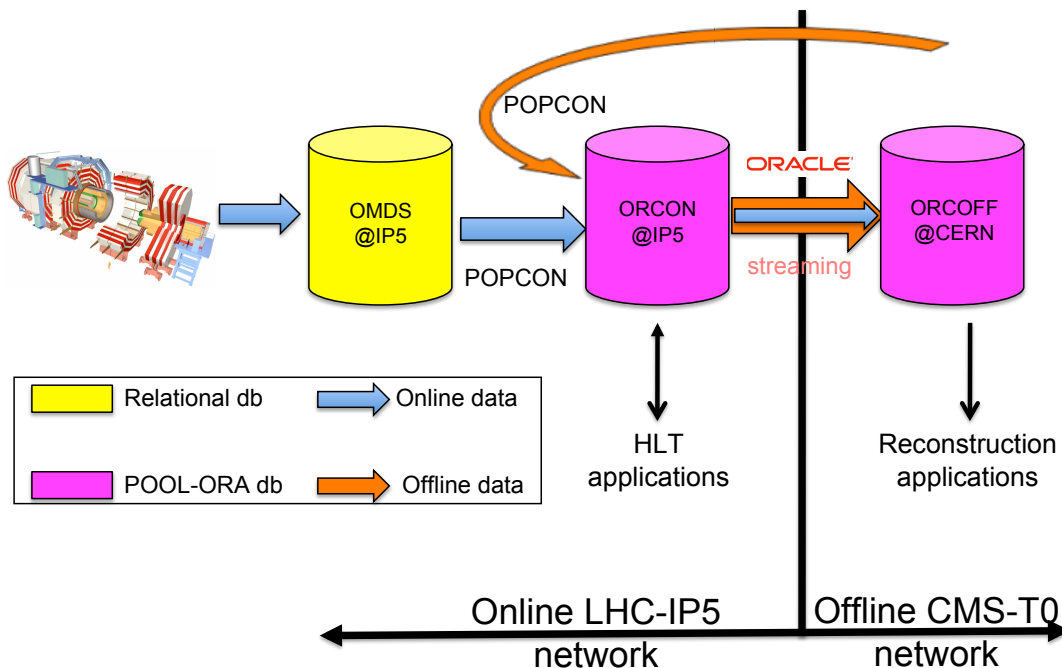 POPCON
OMDS
@IP5
POPCON
ORCON
@IP5
ORACLE
streaming
ORCOFF
@CERN
Relational db
Online data
POOL-ORA db
Offline data
HLT
applications
Reconstruction
applications
Online LHC-IP5
network
Offline CMS-T0
network